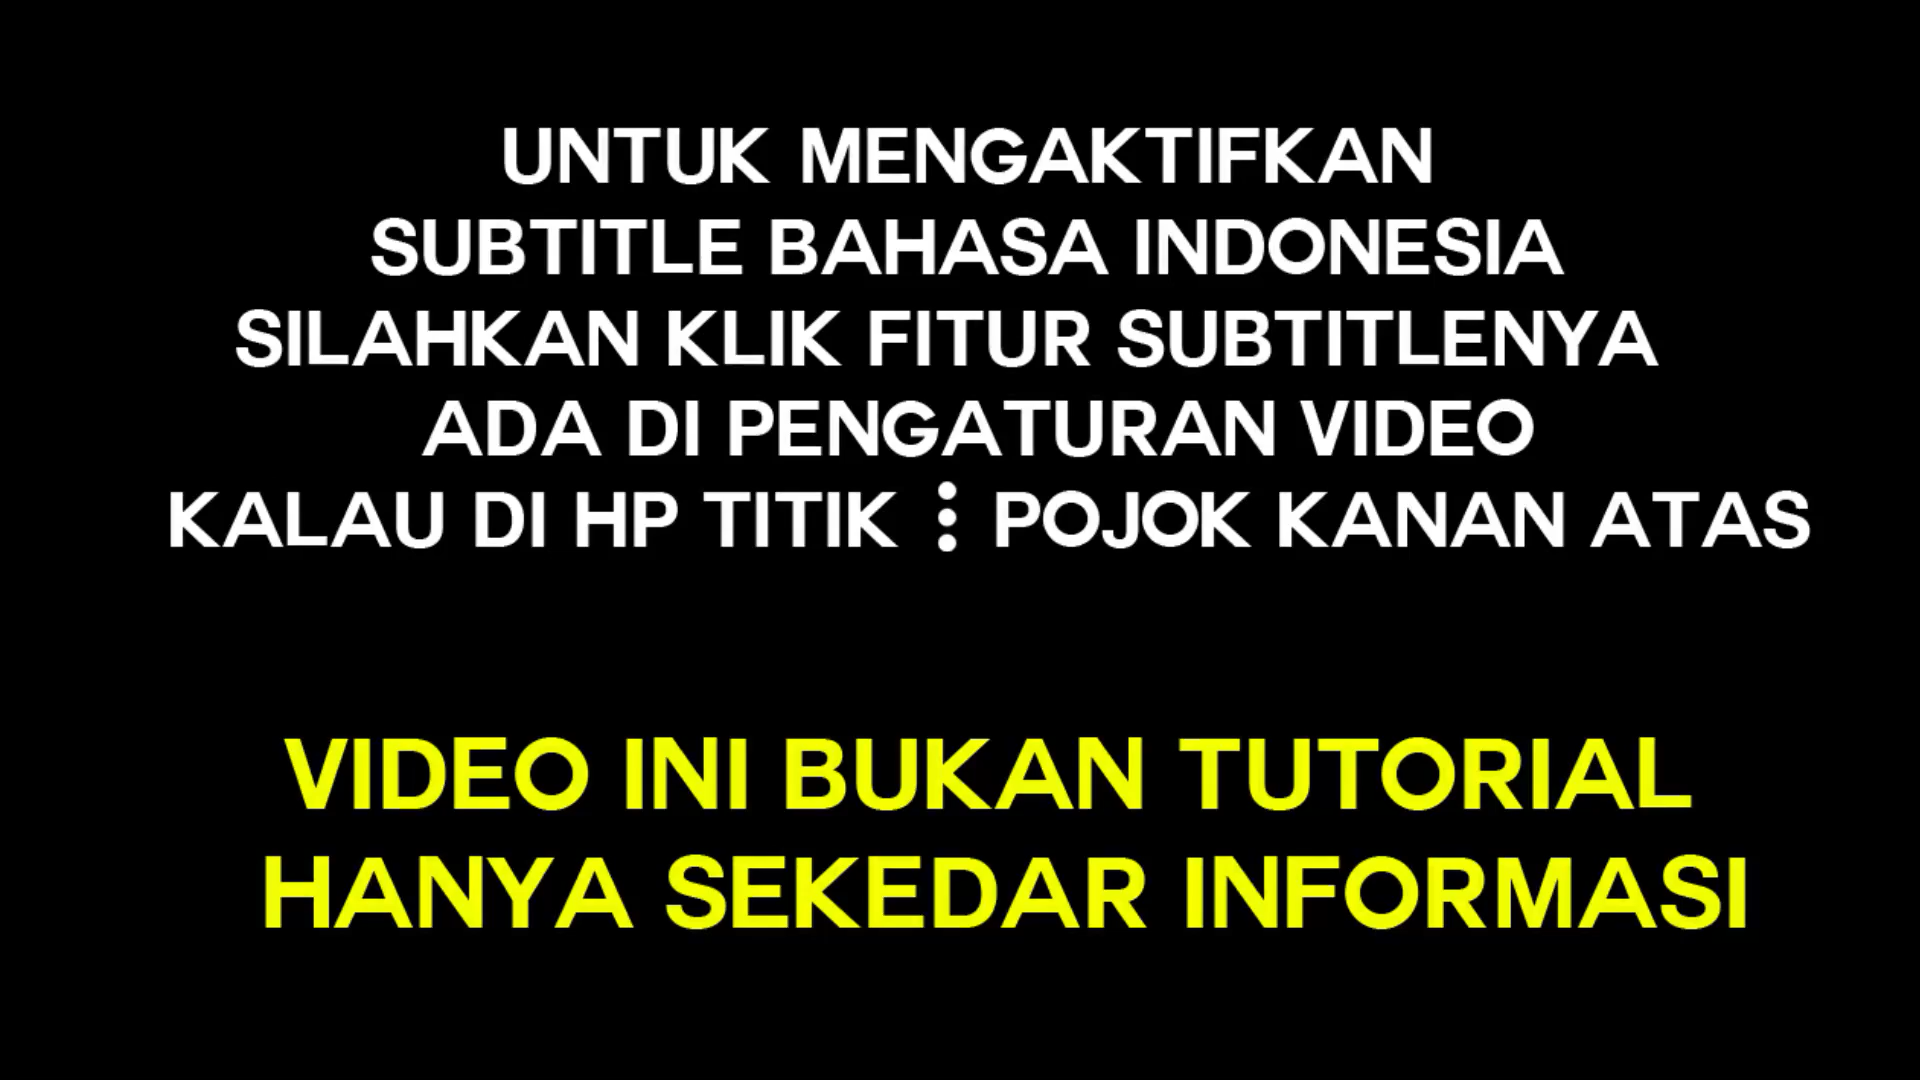 UNTUK MENGAKTIFKAN
SUBTITLE BAHASA INDONESIA
SILAHKAN KLIK FITUR SUBTITLENYA
ADA DI PENGATURAN VIDEO
KALAU DI HP TITIK ⋮ POJOK KANAN ATAS
VIDEO INI BUKAN TUTORIAL
HANYA SEKEDAR INFORMASI